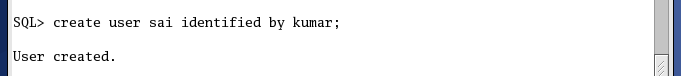 SQL> create user sai identified by kumar;
User created.